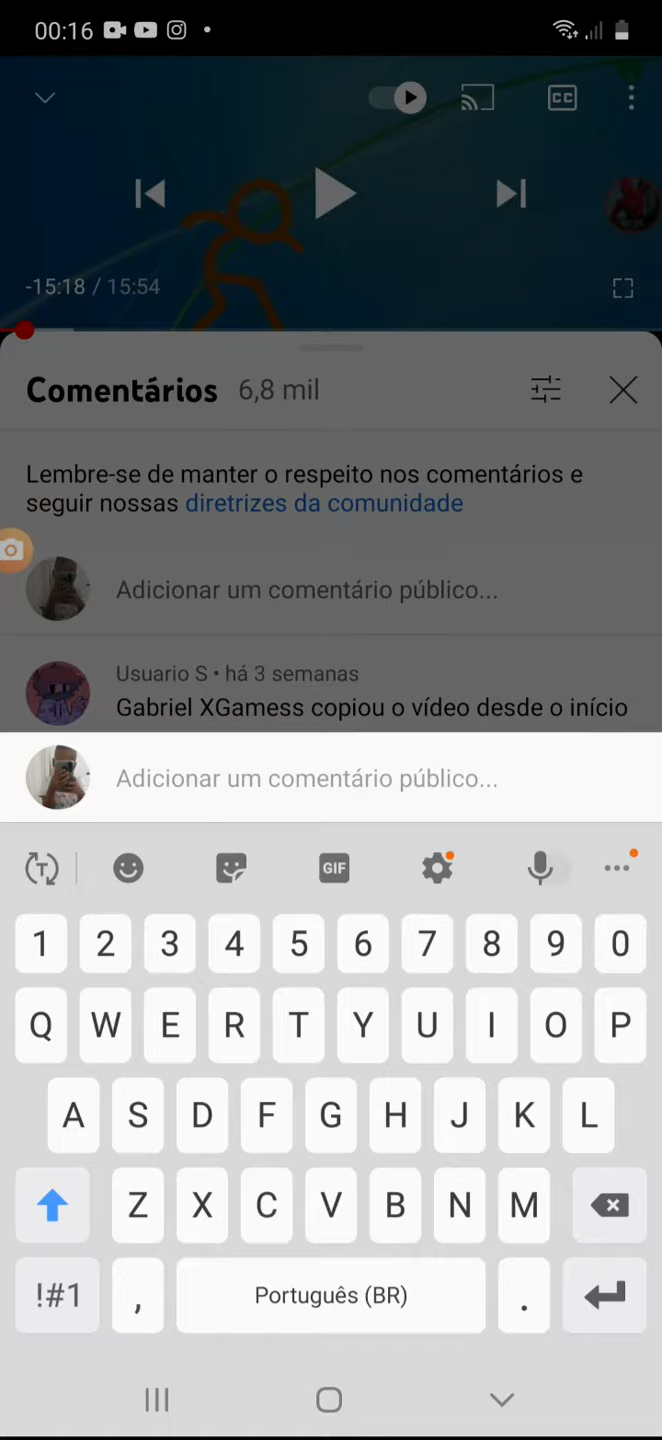 00:16
CC
-15:18 / 15:54
Comentários 6,8 mil
Lembre-se de manter o respeito nos comentários e
seguir nossas diretrizes da comunidade
Adicionar um comentário público...
Usuario S • há 3 semanas
Gabriel XGamess copiou o vídeo desde o início
Adicionar um comentário público...
T GIF
1 2 3 4 5 6 7 8 9 0
Q W E R T Y U I O P
A S D F G H J K L
Z X C V B N M
!#1 , Português (BR) .